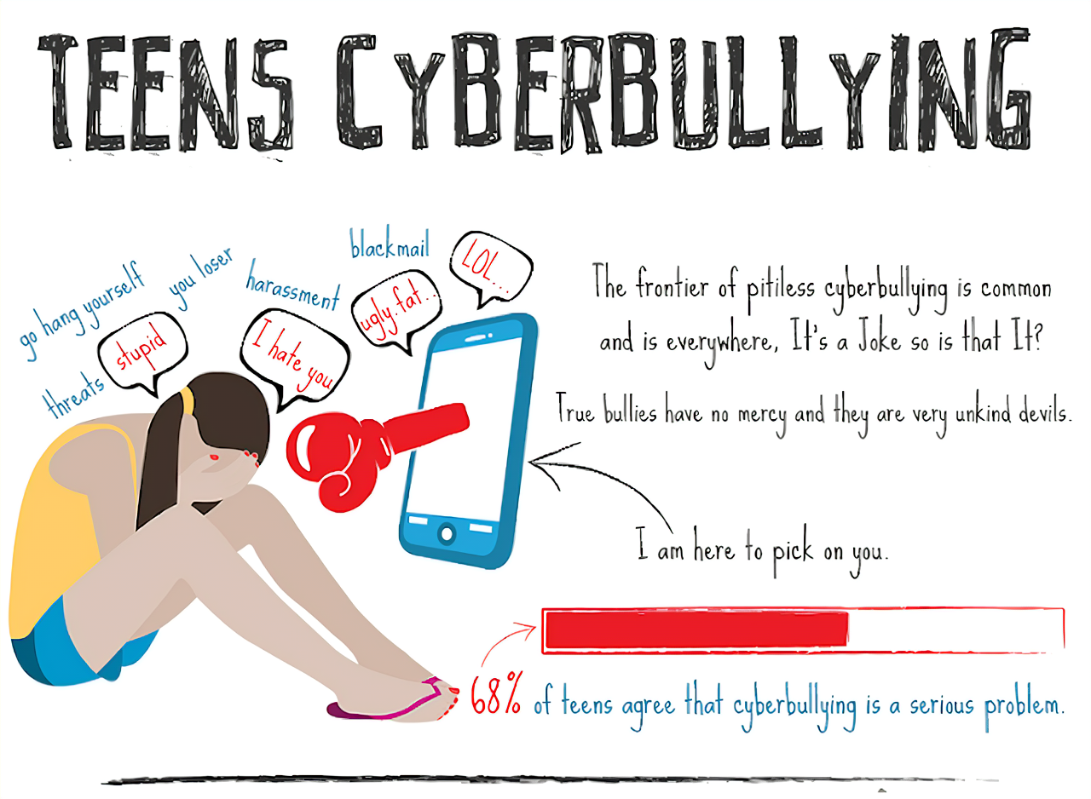 TEENS CYBERBULLYING
blackmail
LOL...
you loser
go hang yourself
harassment
ugly.fat...
stupid
I hate you
threats
The frontier of pitiless cyberbullying is common
and is everywhere, It's a Joke so is that It?
True bullies have no mercy and they are very unkind devils.
I am here to pick on you.
68% of teens agree that cyberbullying is a serious problem.